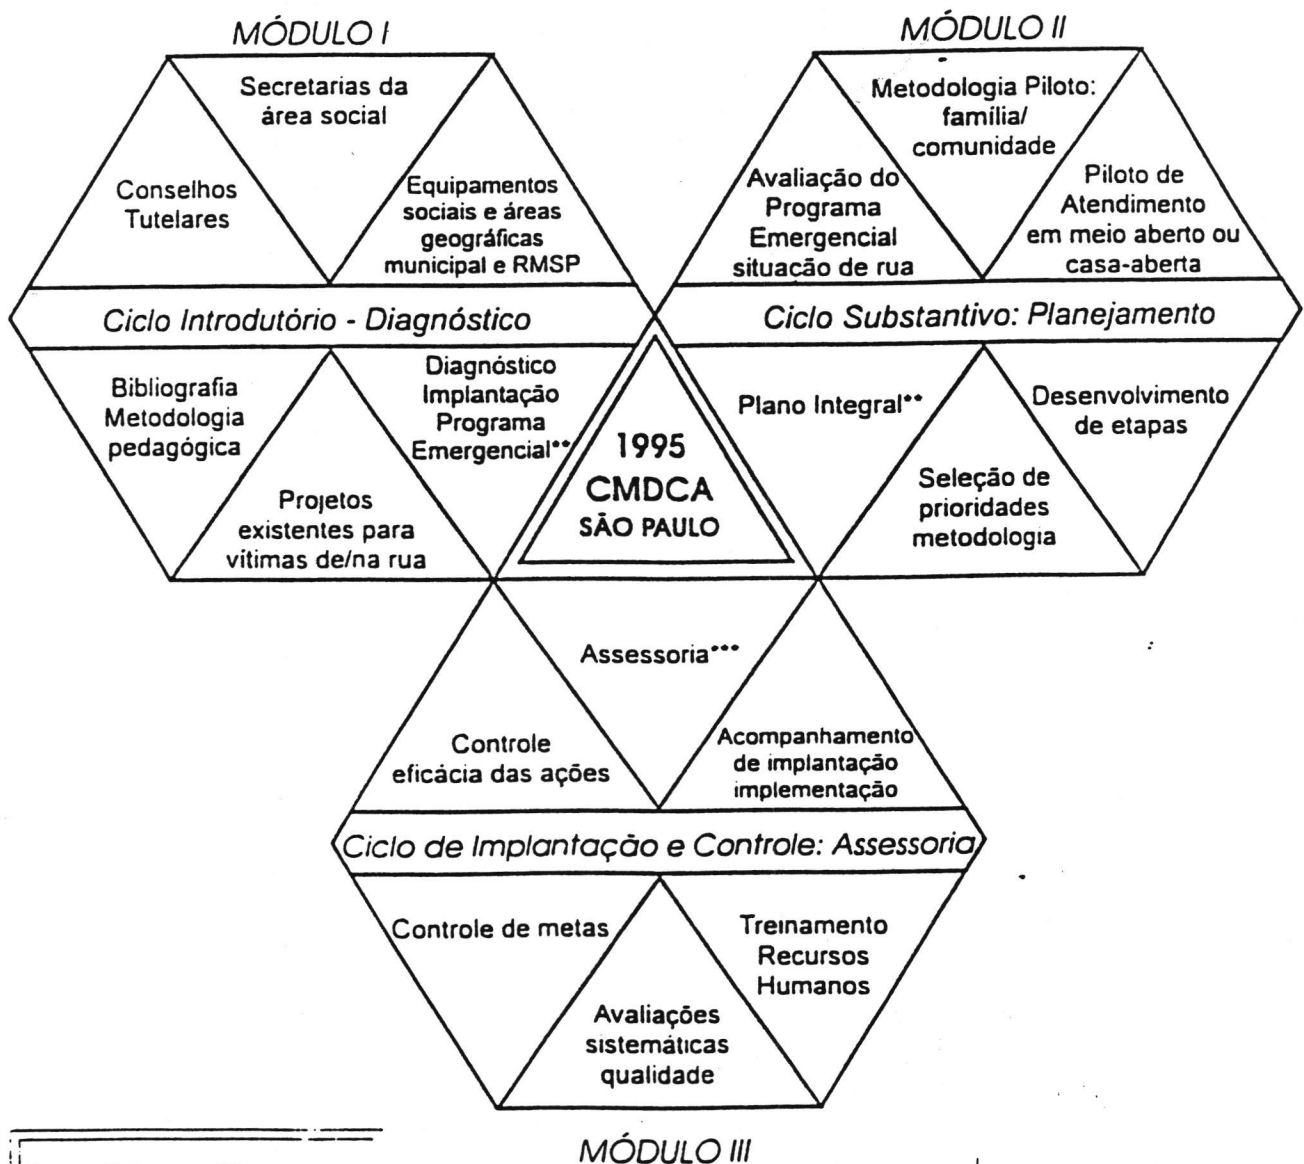 MÓDULO I
Secretarias da
área social
Conselhos
Tutelares
Equipamentos
sociais e áreas
geográficas
municipal e RMSP
Ciclo Introdutório - Diagnóstico
Bibliografia
Metodologia
pedagógica
Projetos
existentes para
vítimas de/na rua
Diagnóstico
Implantação
Programa
Emergencial**
MÓDULO II
Metodologia Piloto:
família/
comunidade
Avaliação do
Programa
Emergencial
situação de rua
Piloto de
Atendimento
em meio aberto ou
casa-aberta
Ciclo Substantivo: Planejamento
Plano Integral**
Seleção de
prioridades
metodologia
Desenvolvimento
de etapas
1995
CMDCA
SÃO PAULO
Assessoria***
Controle
eficácia das ações
Acompanhamento
de implantação
implementação
Ciclo de Implantação e Controle: Assessoria
Controle de metas
Avaliações
sistemáticas
qualidade
Treinamento
Recursos
Humanos
MÓDULO III